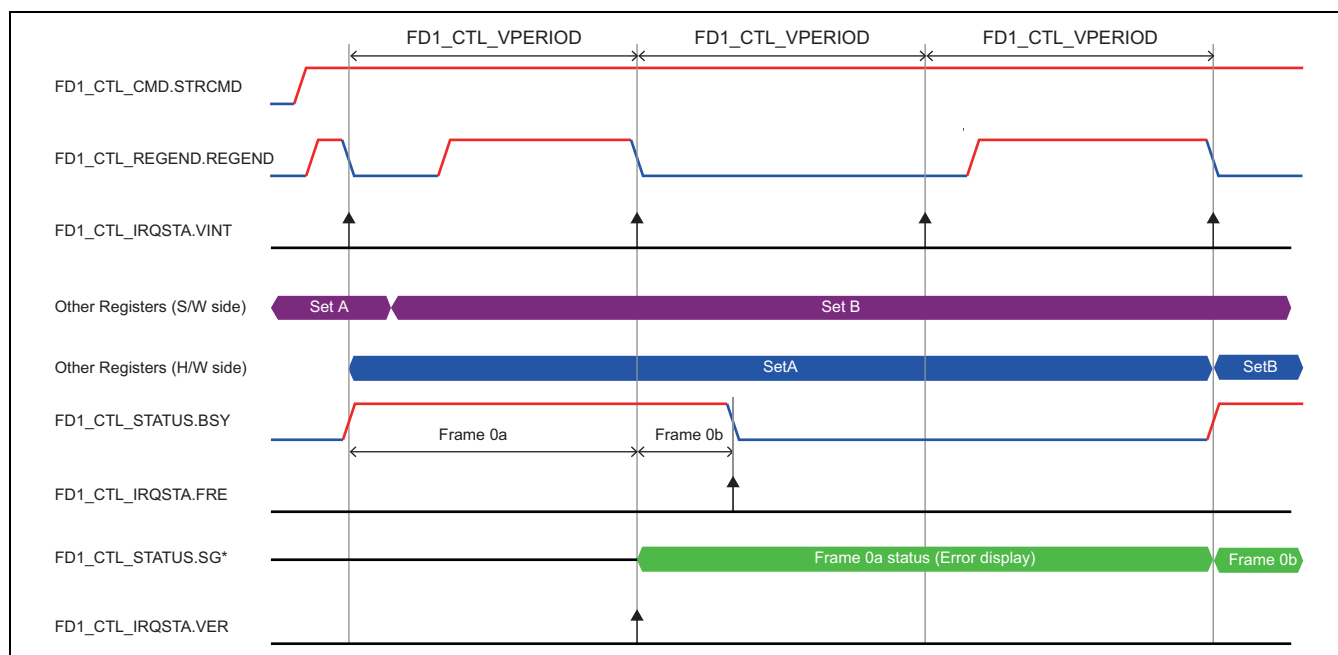 FD1_CTL_VPERIOD FD1_CTL_VPERIOD FD1_CTL_VPERIOD
FD1_CTL_CMD.STRCMD
FD1_CTL_REGEND.REGEND
FD1_CTL_IRQSTA.VINT
Other Registers (S/W side) Set A Set B
Other Registers (H/W side) SetA SetB
FD1_CTL_STATUS.BSY
Frame 0a Frame 0b
FD1_CTL_IRQSTA.FRE
FD1_CTL_STATUS.SG* Frame 0a status (Error display) Frame 0b
FD1_CTL_IRQSTA.VER